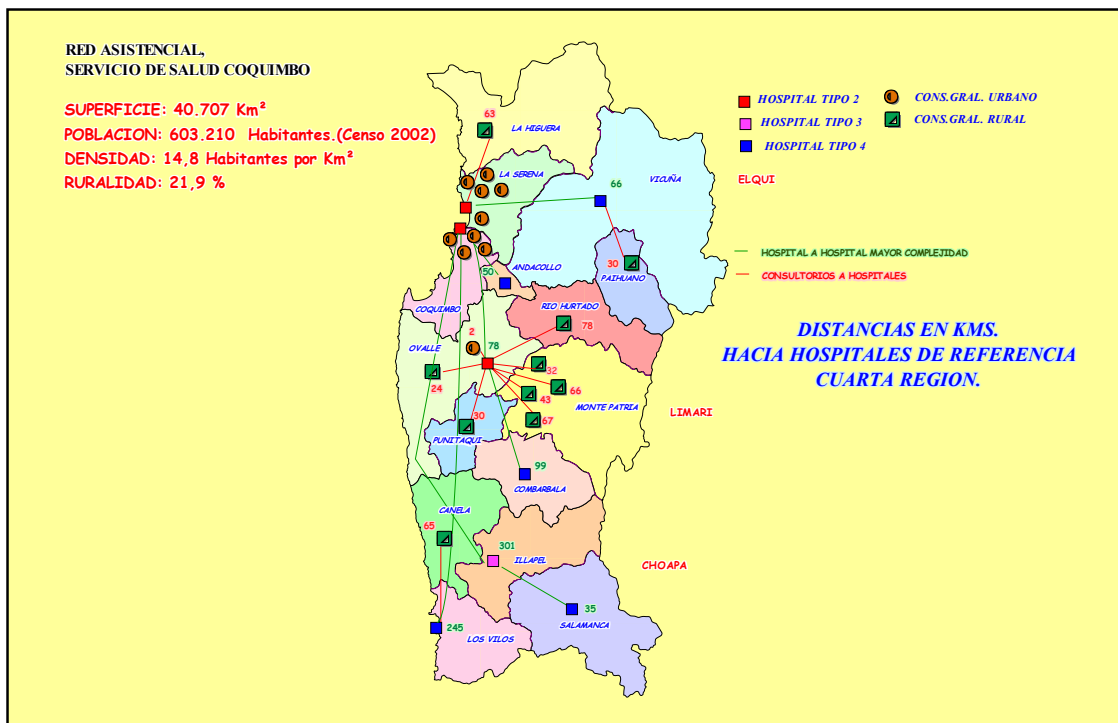 RED ASISTENCIAL,
SERVICIO DE SALUD COQUIMBO
SUPERFICIE: 40.707 Km²
POBLACION: 603.210 Habitantes.(Censo 2002)
DENSIDAD: 14,8 Habitantes por Km²
RURALIDAD: 21,9 %
HOSPITAL TIPO 2
HOSPITAL TIPO 3
HOSPITAL TIPO 4
CONS.GRAL. URBANO
CONS.GRAL. RURAL
63
LA HIGUERA
LA SERENA
66
VICUÑA
ELQUI
HOSPITAL A HOSPITAL MAYOR COMPLEJIDAD
CONSULTORIOS A HOSPITALES
50
ANDACOLLO
30
PAIHUANO
COQUIMBO
RIO HURTADO
78
DISTANCIAS EN KMS.
HACIA HOSPITALES DE REFERENCIA
CUARTA REGION.
2
OVALLE
78
32
24
66
43
MONTE PATRIA
LIMARI
30
67
PUNITAQUI
99
COMBARBALA
CANELA
65
301
ILLAPEL
CHOAPA
35
SALAMANCA
245
LOS VILOS